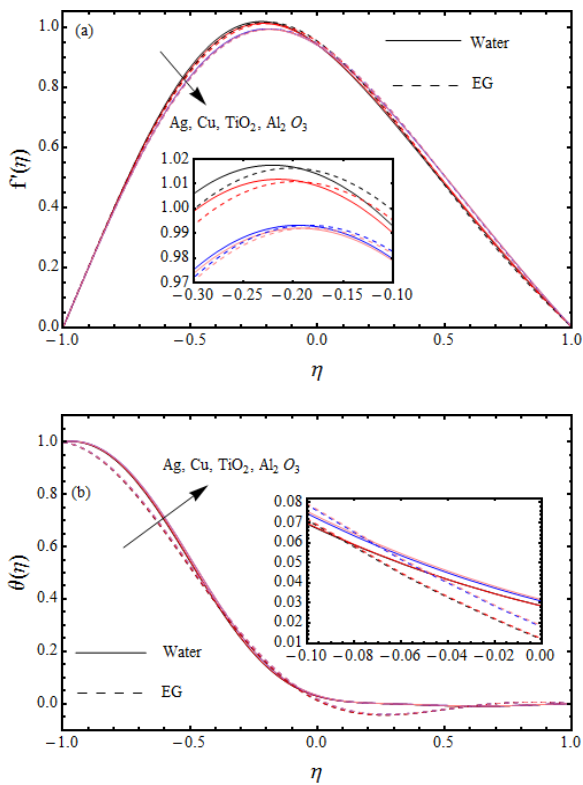 (a)
Water
EG
Ag, Cu, TiO2, Al2 O3
f'(η)
1.0
0.8
0.6
0.4
0.2
0.0
1.02
1.01
1.00
0.99
0.98
0.97
−0.30 −0.25 −0.20 −0.15 −0.10
−1.0 −0.5 0.0 0.5 1.0
η
(b)
Ag, Cu, TiO2, Al2 O3
θ(η)
1.0
0.8
0.6
0.4
0.2
0.0
0.08
0.07
0.06
0.05
0.04
0.03
0.02
0.01
−0.10 −0.08 −0.06 −0.04 −0.02 0.00
Water
EG
−1.0 −0.5 0.0 0.5 1.0
η